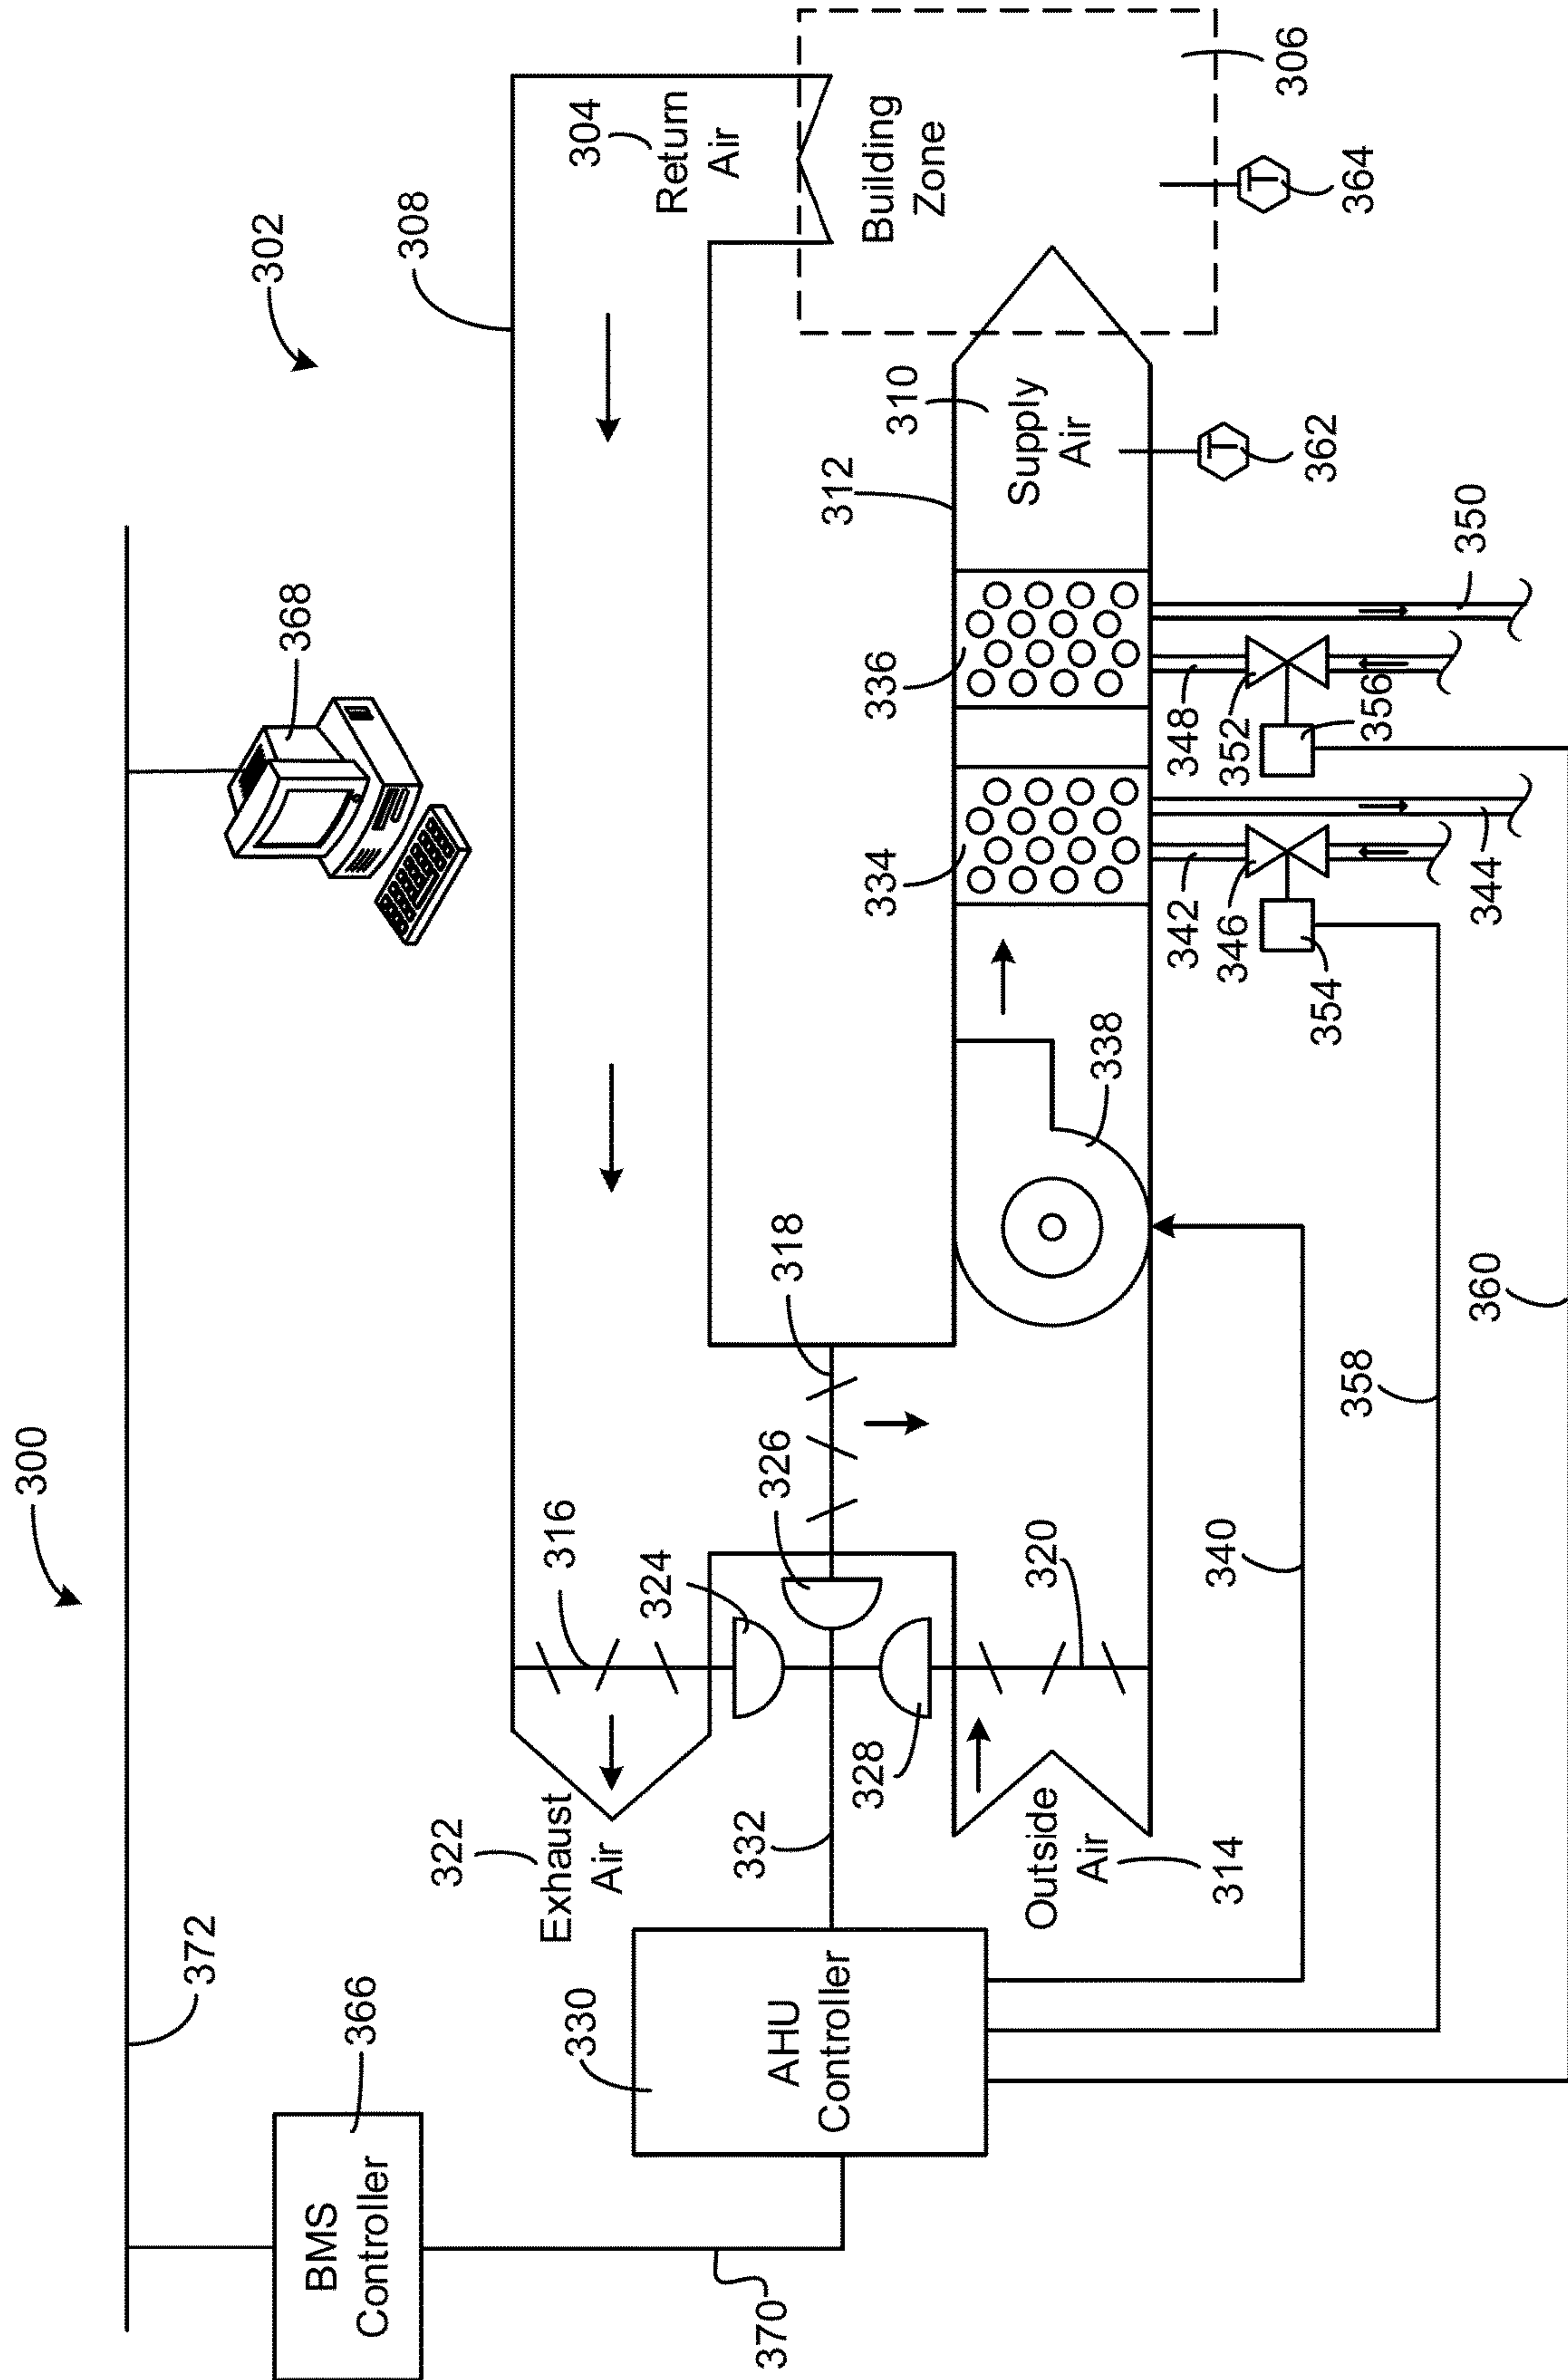 300
372
368
302
BMS
Controller
366
308
322
Exhaust
Air
316
304
Return
Air
330
324
370
AHU
Controller
332
326
318
312
328
334
336
310
Building
Zone
Outside
Air
Supply
Air
338
314
320
342
348
340
346
352
T
T
306
354
356
362
364
358
344
350
360